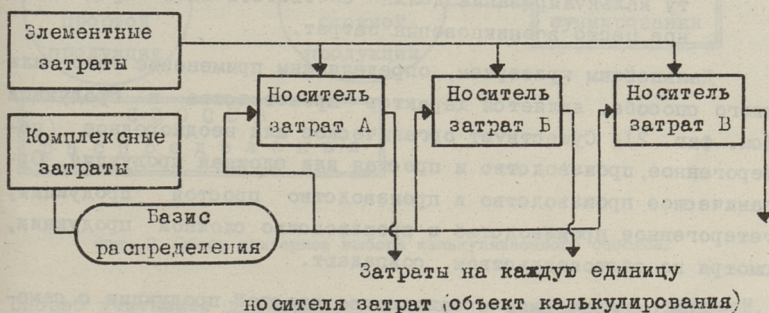 Элементные
затраты
Носитель
затрат А
Носитель
затрат Б
Носитель
затрат В
Комплексные
затраты
Базис
распределения
Затраты на каждую единицу
носителя затрат (объект калькулирования)